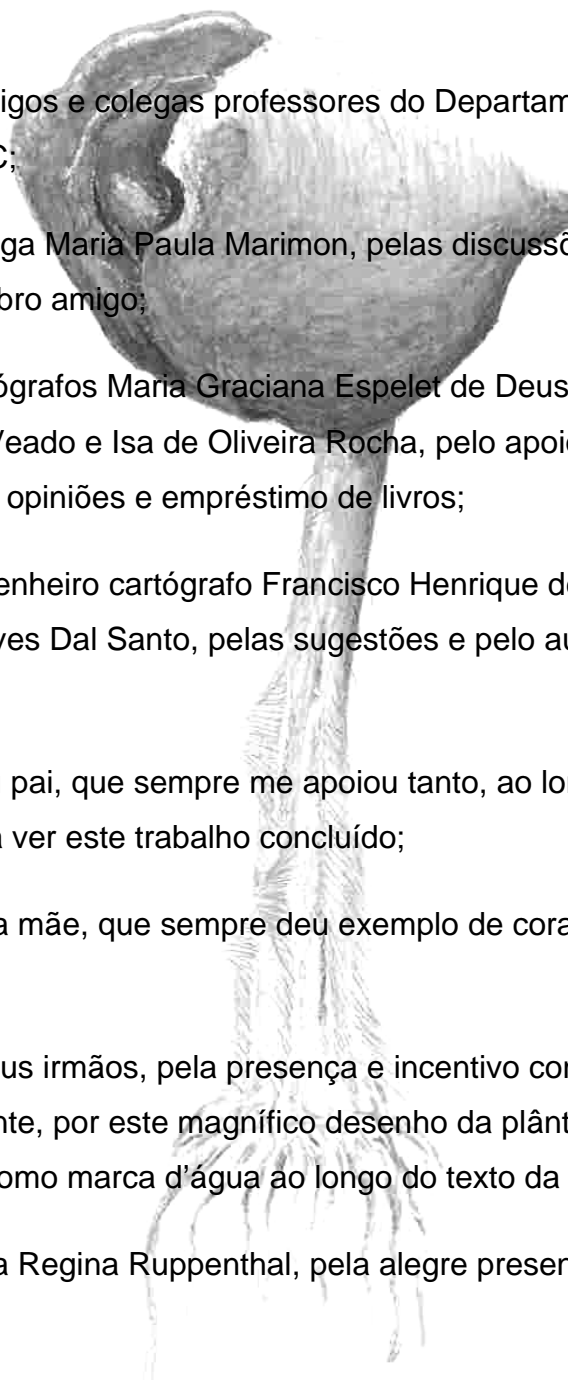 igos e colegas professores do Departam
C;
ga Maria Paula Marimon, pelas discussõ
bro amigo;
ógrafos Maria Graciana Espelet de Deus
Veado e Isa de Oliveira Rocha, pelo apoio
opiniões e empréstimo de livros;
enheiro cartógrafo Francisco Henrique de
ves Dal Santo, pelas sugestões e pelo au
pai, que sempre me apoiou tanto, ao lon
a ver este trabalho concluído;
a mãe, que sempre deu exemplo de cora
us irmãos, pela presença e incentivo con
nte, por este magnífico desenho da plânt
omo marca d’água ao longo do texto da
a Regina Ruppenthal, pela alegre presen